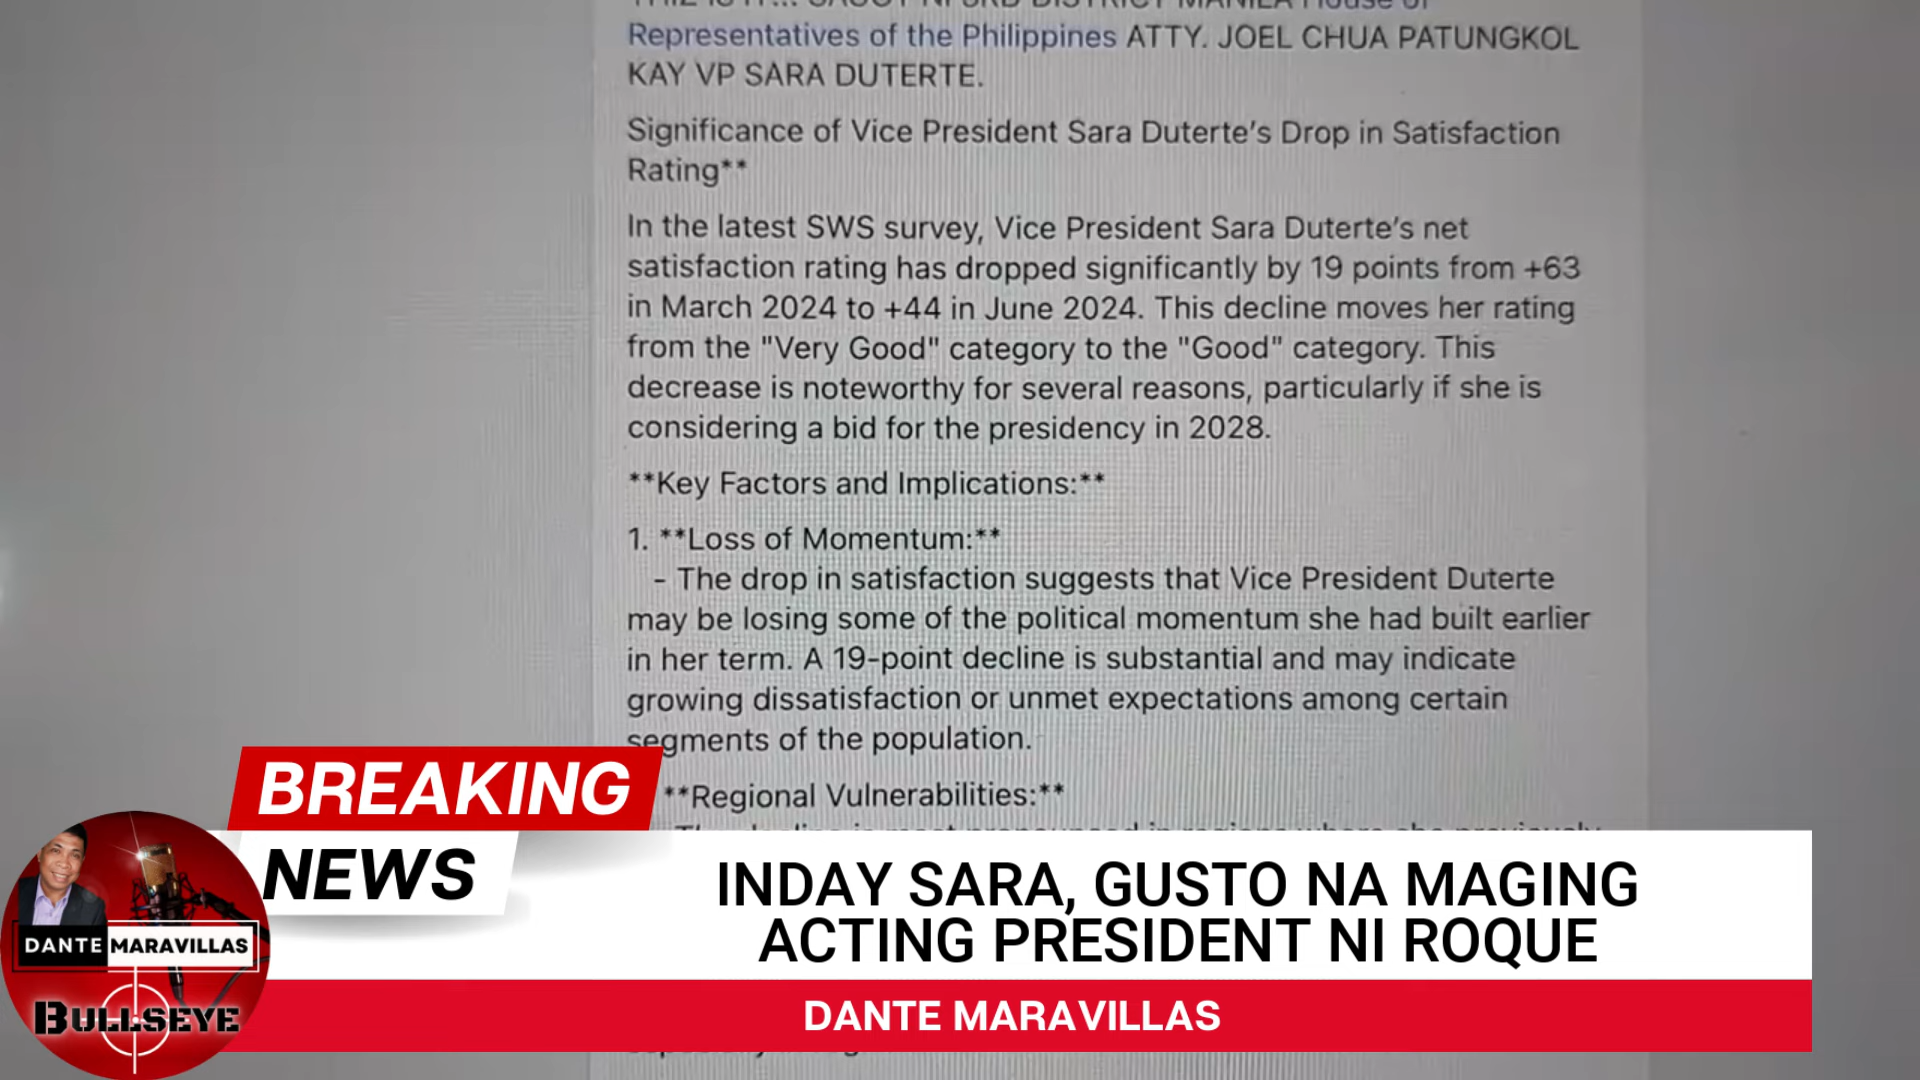 Representatives of the Philippines ATTY. JOEL CHUA PATUNGKOL
KAY VP SARA DUTERTE.
Significance of Vice President Sara Duterte's Drop in Satisfaction
Rating**
In the latest SWS survey, Vice President Sara Duterte's net
satisfaction rating has dropped significantly by 19 points from +63
in March 2024 to +44 in June 2024. This decline moves her rating
from the "Very Good" category to the "Good" category. This
decrease is noteworthy for several reasons, particularly if she is
considering a bid for the presidency in 2028.
**Key Factors and Implications:**
1. **Loss of Momentum:**
- The drop in satisfaction suggests that Vice President Duterte
may be losing some of the political momentum she had built earlier
in her term. A 19-point decline is substantial and may indicate
growing dissatisfaction or unmet expectations among certain
segments of the population.
**Regional Vulnerabilities:**
BREAKING
NEWS
INDAY SARA, GUSTO NA MAGING
ACTING PRESIDENT NI ROQUE
DANTE MARAVILLAS
DANTE MARAVILLAS
BULLSEYE